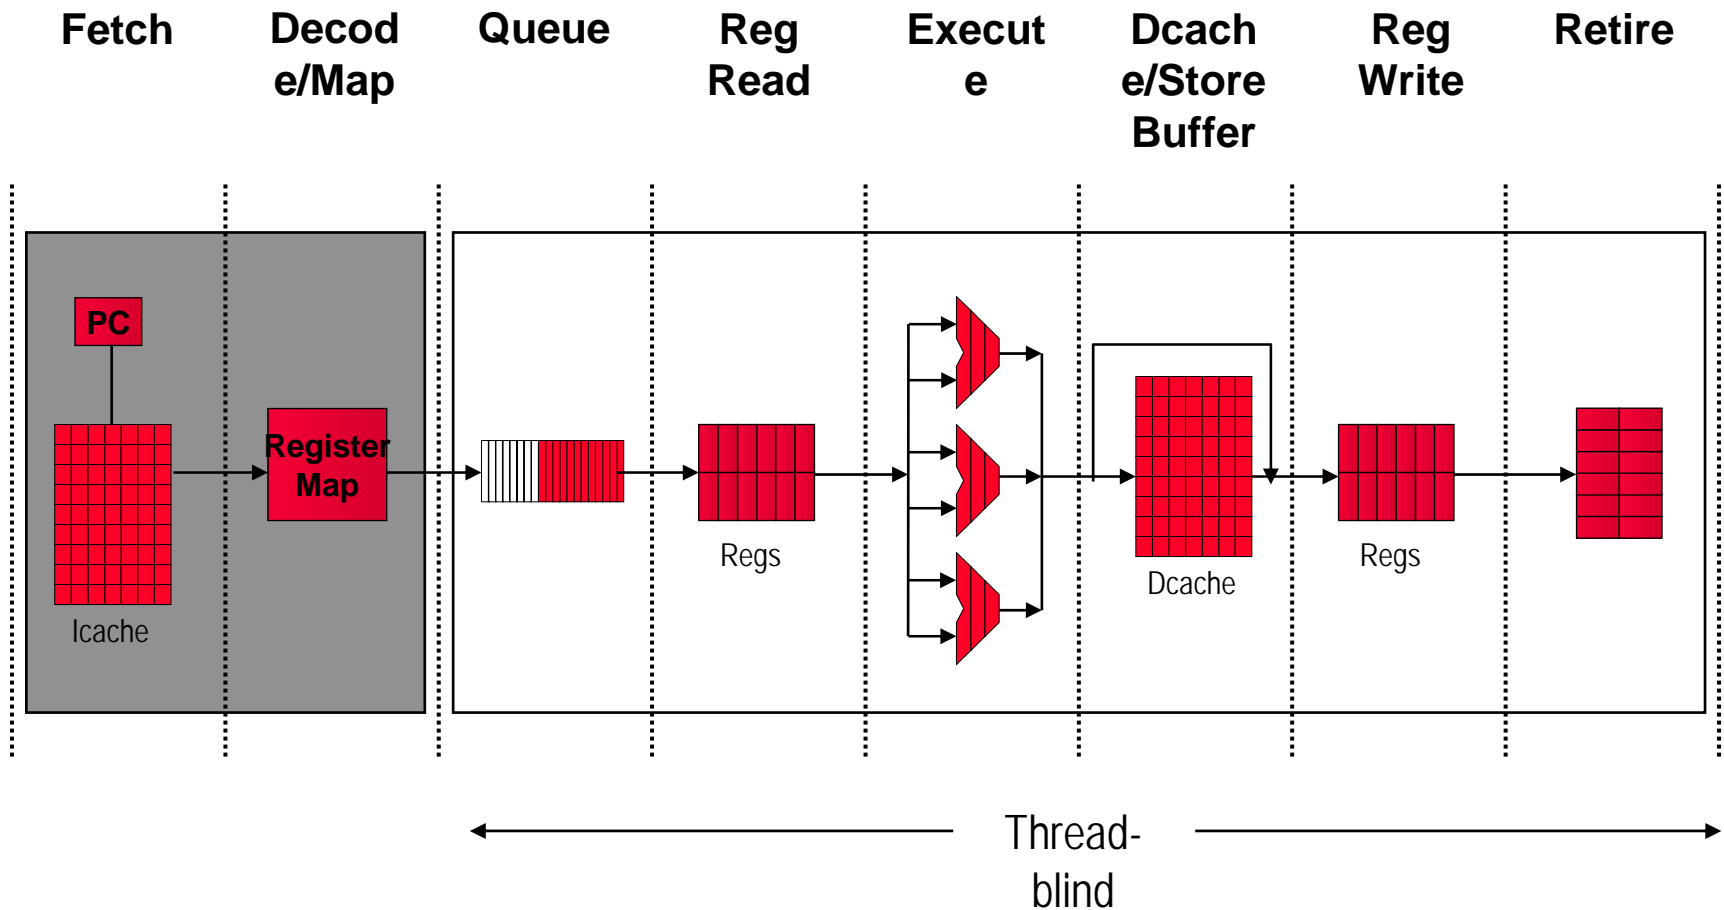 Fetch
Decod
e/Map
Queue
Reg
Read
Execut
e
Dcach
e/Store
Buffer
Reg
Write
Retire
PC
Icache
Register
Map
Regs
Dcache
Regs
Thread-
blind